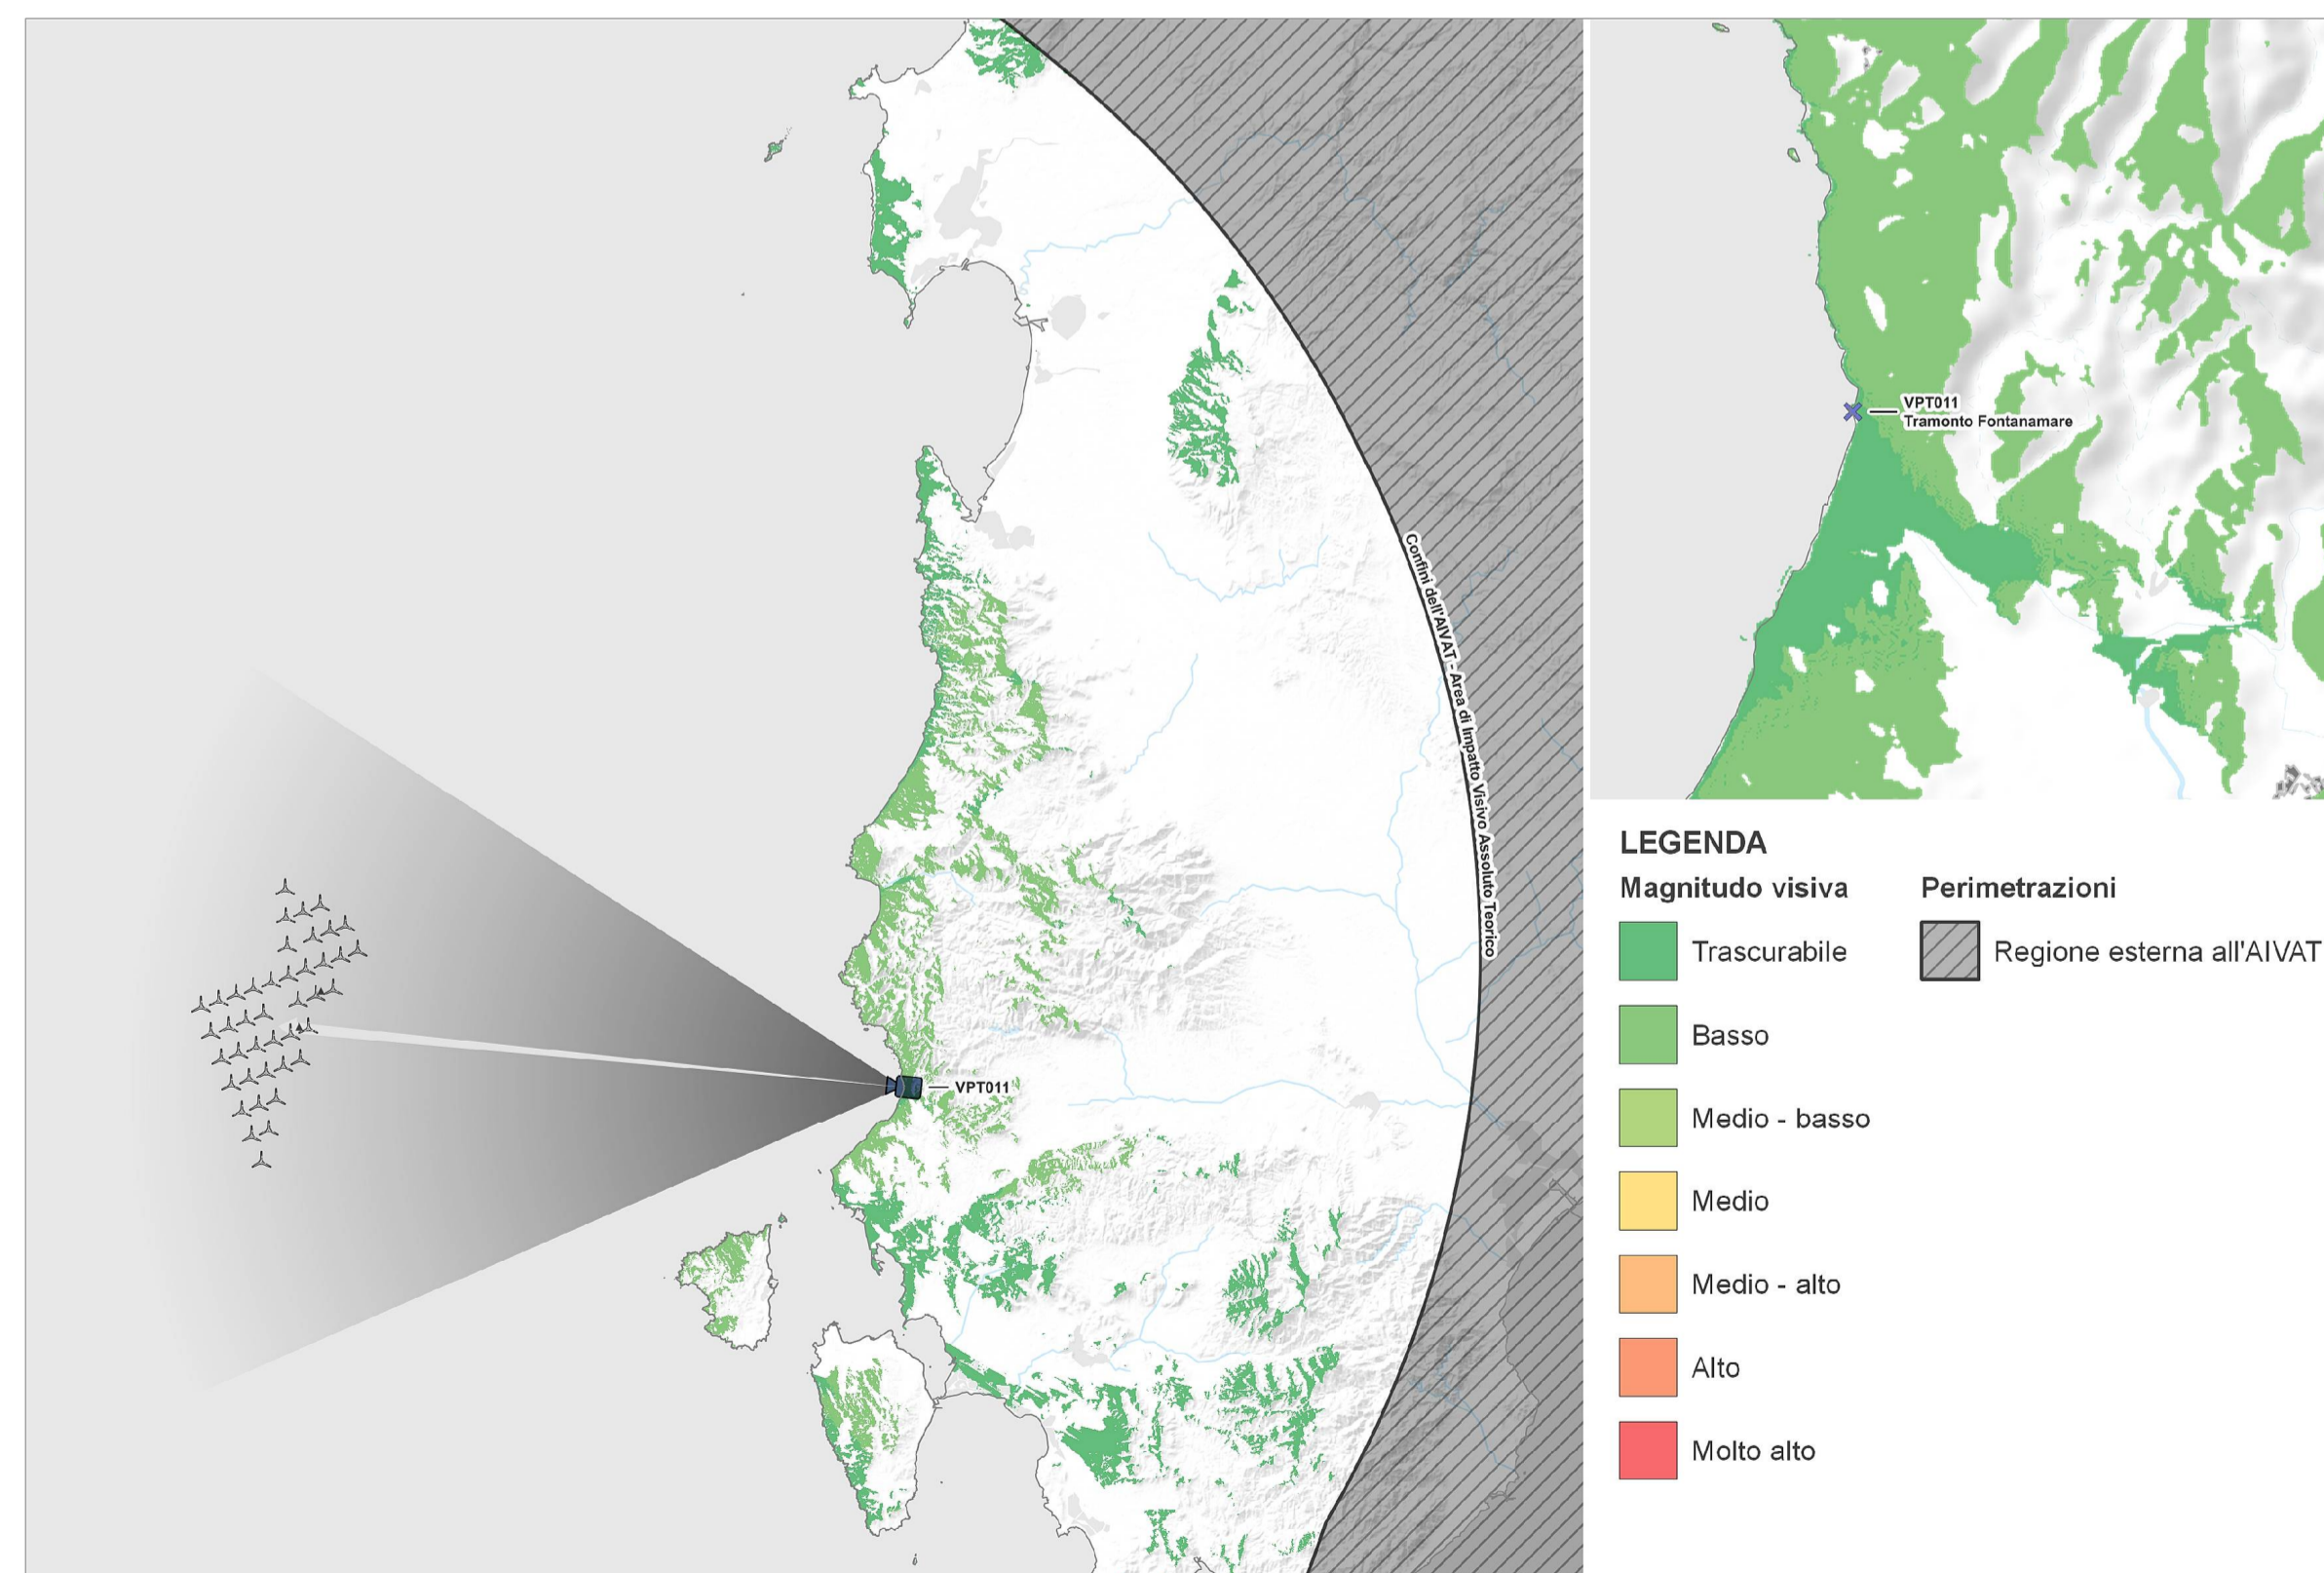 Confini dell'AIVAT - Area di Impatto Visivo Assoluto Teorico
VPT011
VPT011
Tramonto Fontanamare
LEGENDA
Magnitudo visiva
Trascurabile
Basso
Medio - basso
Medio
Medio - alto
Alto
Molto alto
Perimetrazioni
Regione esterna all'AIVAT